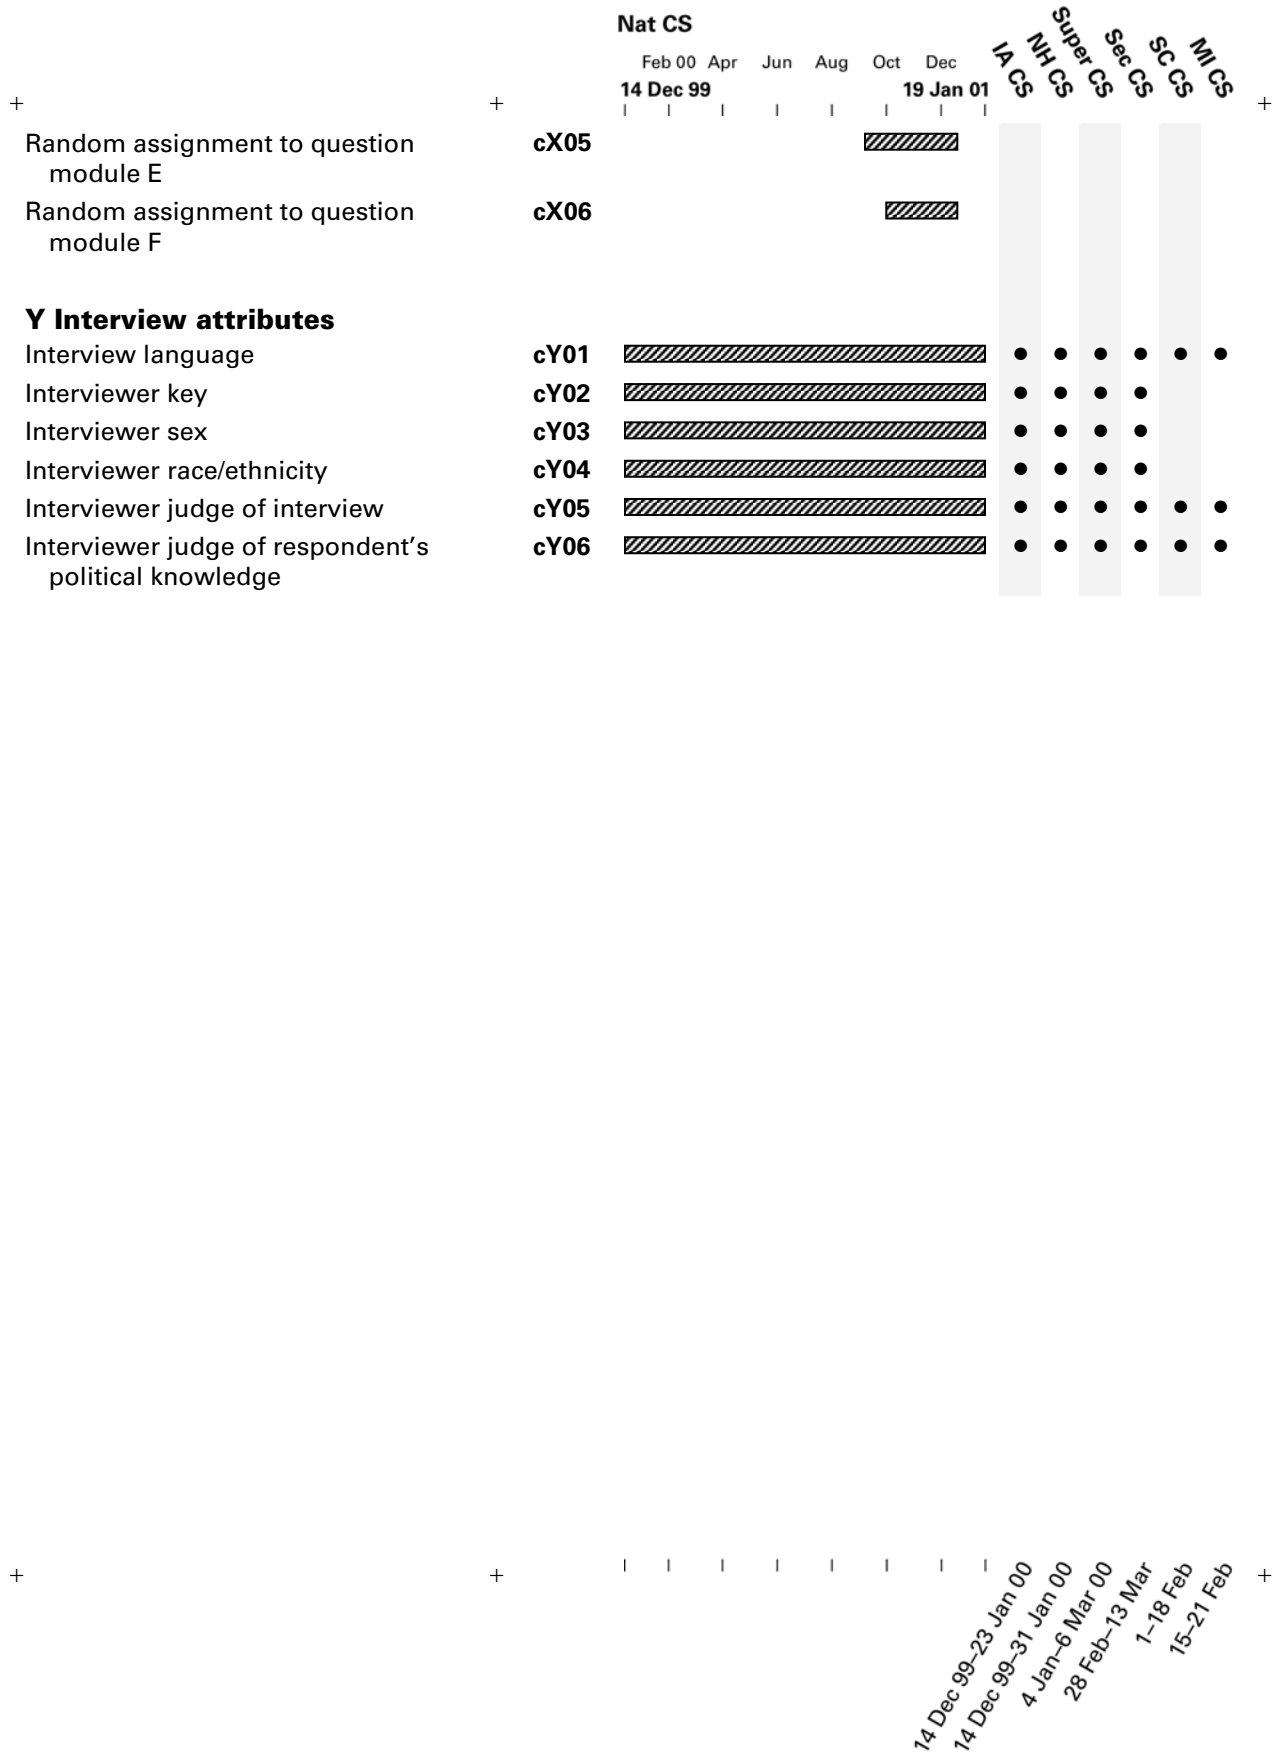 Nat CS
Feb 00 Apr Jun Aug Oct Dec
14 Dec 99 19 Jan 01
IA CS
NH CS
Super CS
Sec CS
SC CS
MI CS
+ + +
Random assignment to question cX05
module E
Random assignment to question cX06
module F
Y Interview attributes
Interview language cY01 ● ● ● ● ● ●
Interviewer key cY02 ● ● ● ●
Interviewer sex cY03 ● ● ● ●
Interviewer race/ethnicity cY04 ● ● ● ●
Interviewer judge of interview cY05 ● ● ● ● ● ●
Interviewer judge of respondent's cY06 ● ● ● ● ● ●
political knowledge
+ + +
14 Dec 99–23 Jan 00
14 Dec 99–31 Jan 00
4 Jan–6 Mar 00
28 Feb–13 Mar
1–18 Feb
15–21 Feb